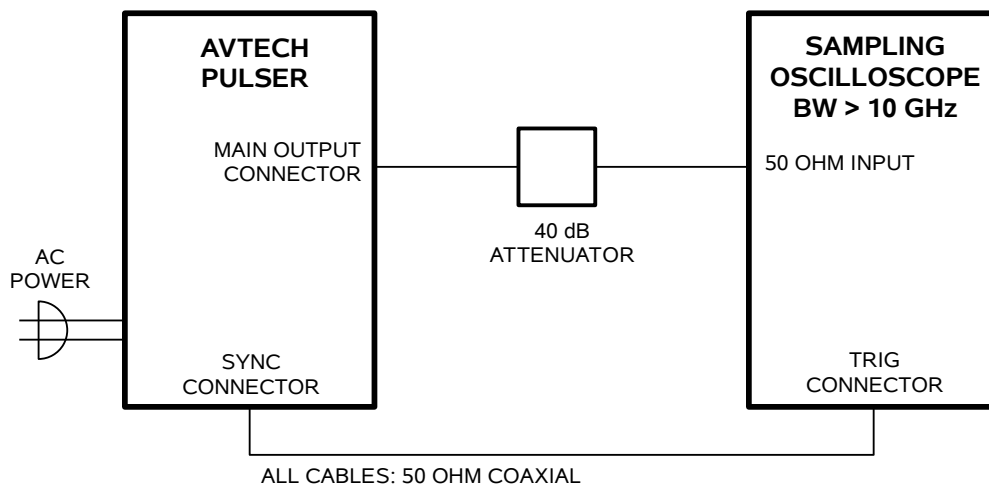 AVTECH
PULSER
MAIN OUTPUT
CONNECTOR
AC
POWER
SYNC
CONNECTOR
40 dB
ATTENUATOR
SAMPLING
OSCILLOSCOPE
BW > 10 GHz
50 OHM INPUT
TRIG
CONNECTOR
ALL CABLES: 50 OHM COAXIAL